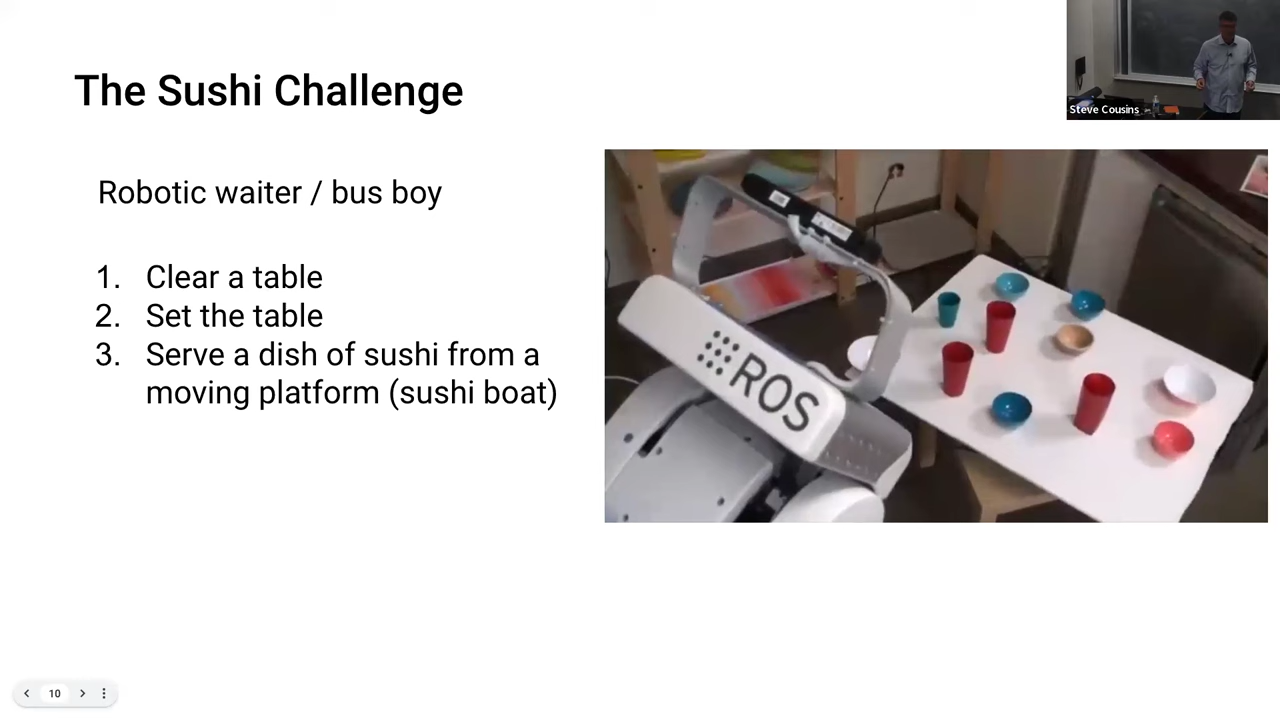 The Sushi Challenge
Steve Cousins
Robotic waiter / bus boy
1. Clear a table
2. Set the table
3. Serve a dish of sushi from a
moving platform (sushi boat)
ROS
10